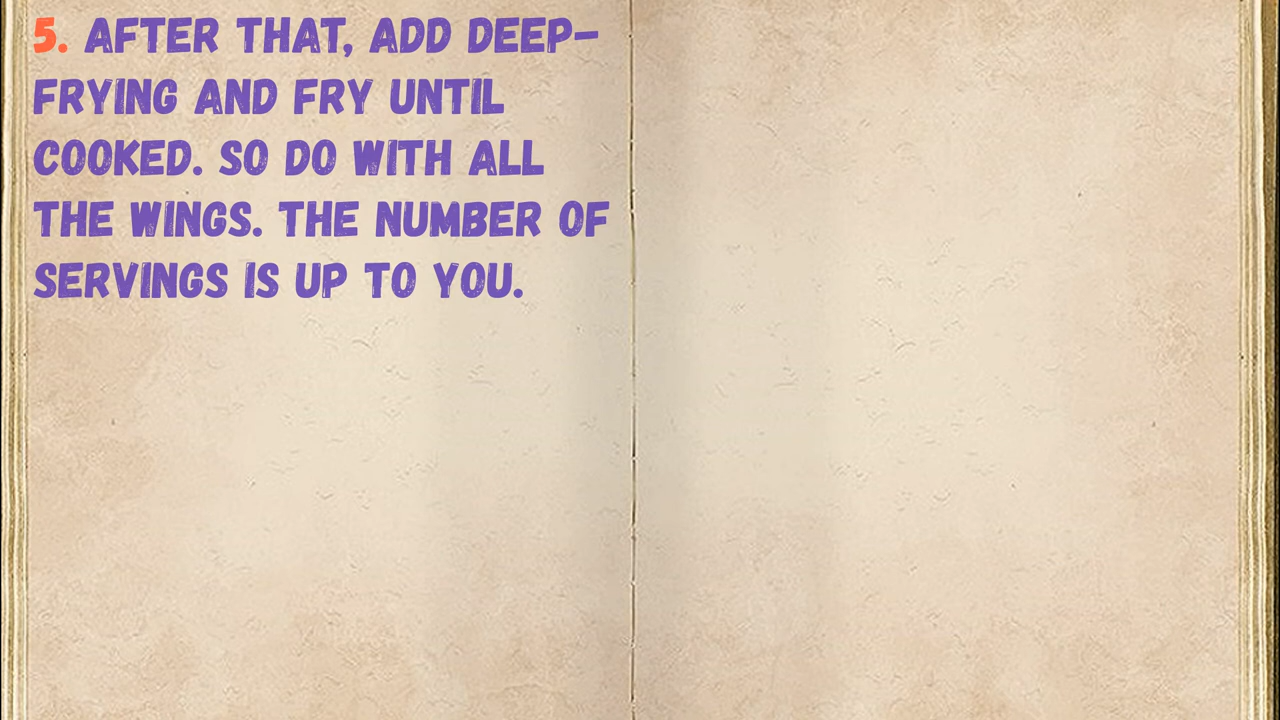 5. AFTER THAT, ADD DEEP-
FRYING AND FRY UNTIL
COOKED. SO DO WITH ALL
THE WINGS. THE NUMBER OF
SERVINGS IS UP TO YOU.